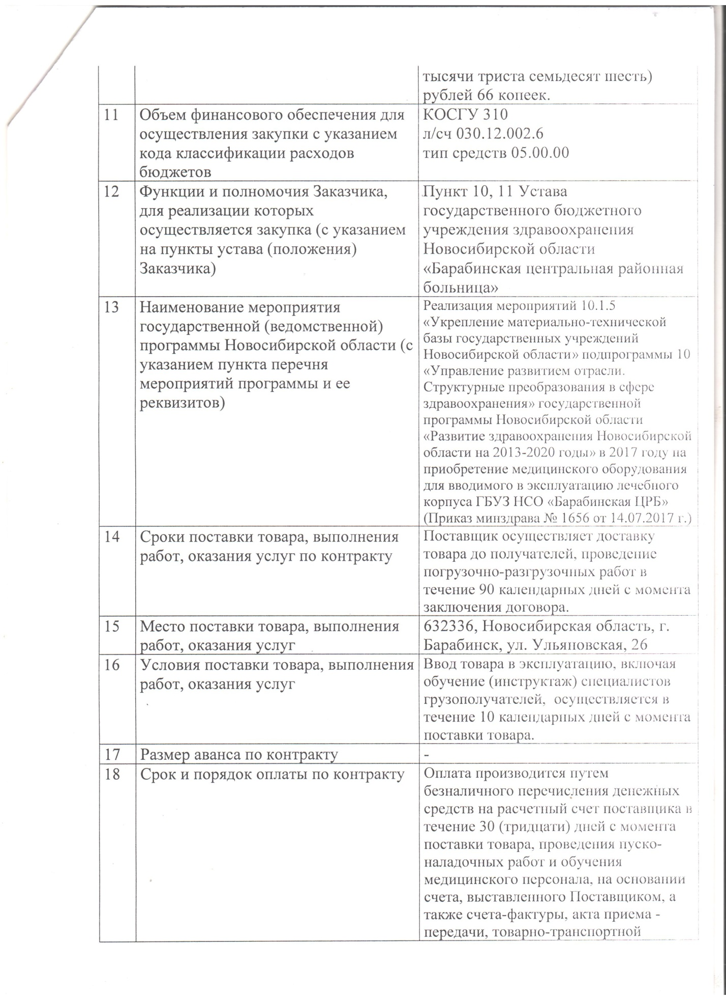 тысячи триста семьдесят шесть)
рублей 66 копеек.
11
Объем финансового обеспечения для
осуществления закупки с указанием
кода классификации расходов
бюджетов
КОСГУ 310
л/сч 030.12.002.6
тип средств 05.00.00
12
Функции и полномочия Заказчика,
для реализации которых
осуществляется закупка (с указанием
на пункты устава (положения)
Заказчика)
Пункт 10, 11 Устава
государственного бюджетного
учреждения здравоохранения
Новосибирской области
«Барабинская центральная районная
больница»
13
Наименование мероприятия
государственной (ведомственной)
программы Новосибирской области (с
указанием пункта перечня
мероприятий программы и ее
реквизитов)
Реализация мероприятий 10.1.5
«Укрепление материально-технической
базы государственных учреждений
Новосибирской области» подпрограммы 10
«Управление развитием отрасли.
Структурные преобразования в сфере
здравоохранения» государственной
программы Новосибирской области
«Развитие здравоохранения Новосибирской
области на 2013-2020 годы» в 2017 году на
приобретение медицинского оборудования
для вводимого в эксплуатацию лечебного
корпуса ГБУЗ НСО «Барабинская ЦРБ»
(Приказ минздрава № 1656 от 14.07.2017 г.)
14
Сроки поставки товара, выполнения
работ, оказания услуг по контракту
Поставщик осуществляет доставку
товара до получателей, проведение
погрузочно-разгрузочных работ в
течение 90 календарных дней с момента
заключения договора.
15
Место поставки товара, выполнения
работ, оказания услуг
632336, Новосибирская область, г.
Барабинск, ул. Ульяновская, 26
16
Условия поставки товара, выполнения
работ, оказания услуг
Ввод товара в эксплуатацию, включая
обучение (инструктаж) специалистов
грузополучателей, осуществляется в
течение 10 календарных дней с момента
поставки товара.
17
Размер аванса по контракту
-
18
Срок и порядок оплаты по контракту
Оплата производится путем
безналичного перечисления денежных
средств на расчетный счет поставщика в
течение 30 (тридцати) дней с момента
поставки товара, проведения пуско-
наладочных работ и обучения
медицинского персонала, на основании
счета, выставленного Поставщиком, а
также счета-фактуры, акта приема -
передачи, товарно-транспортной